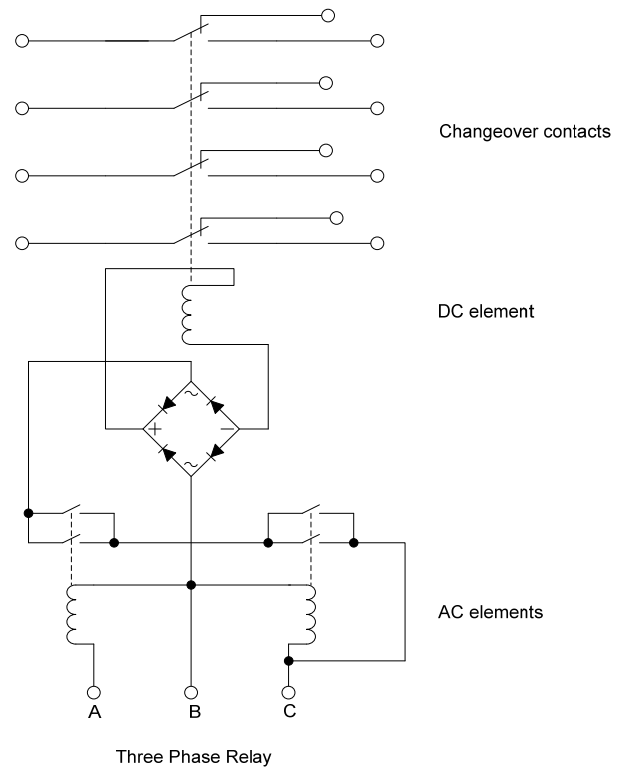 Changeover contacts
DC element
~
+ −
~
AC elements
A B C
Three Phase Relay